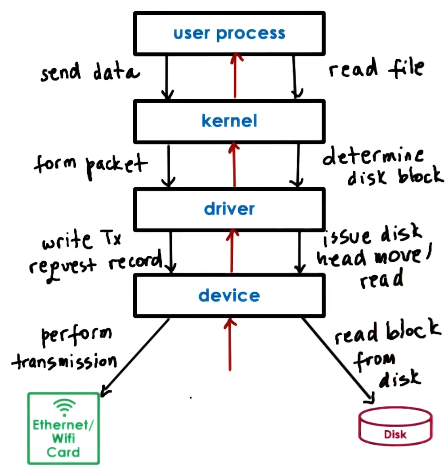 user process
send data
read file
kernel
form packet
determine
disk block
driver
write Tx
request record
issue disk
head move/
read
device
perform
transmission
read block
from
disk
Ethernet/
Wifi
Card
Disk